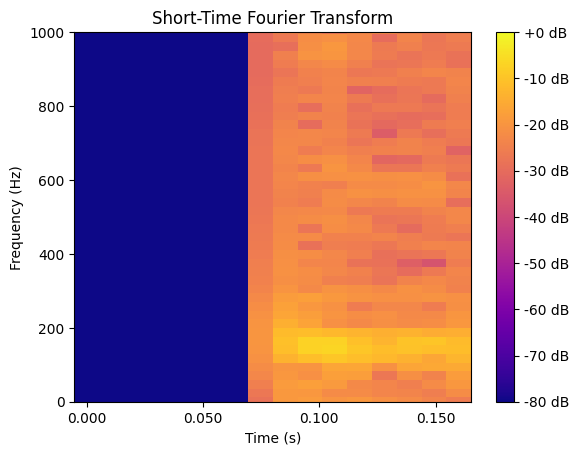 Short-Time Fourier Transform
1000
800
600
400
200
0
Frequency (Hz)
0.000
0.050
0.100
0.150
Time (s)
+0 dB
-10 dB
-20 dB
-30 dB
-40 dB
-50 dB
-60 dB
-70 dB
-80 dB